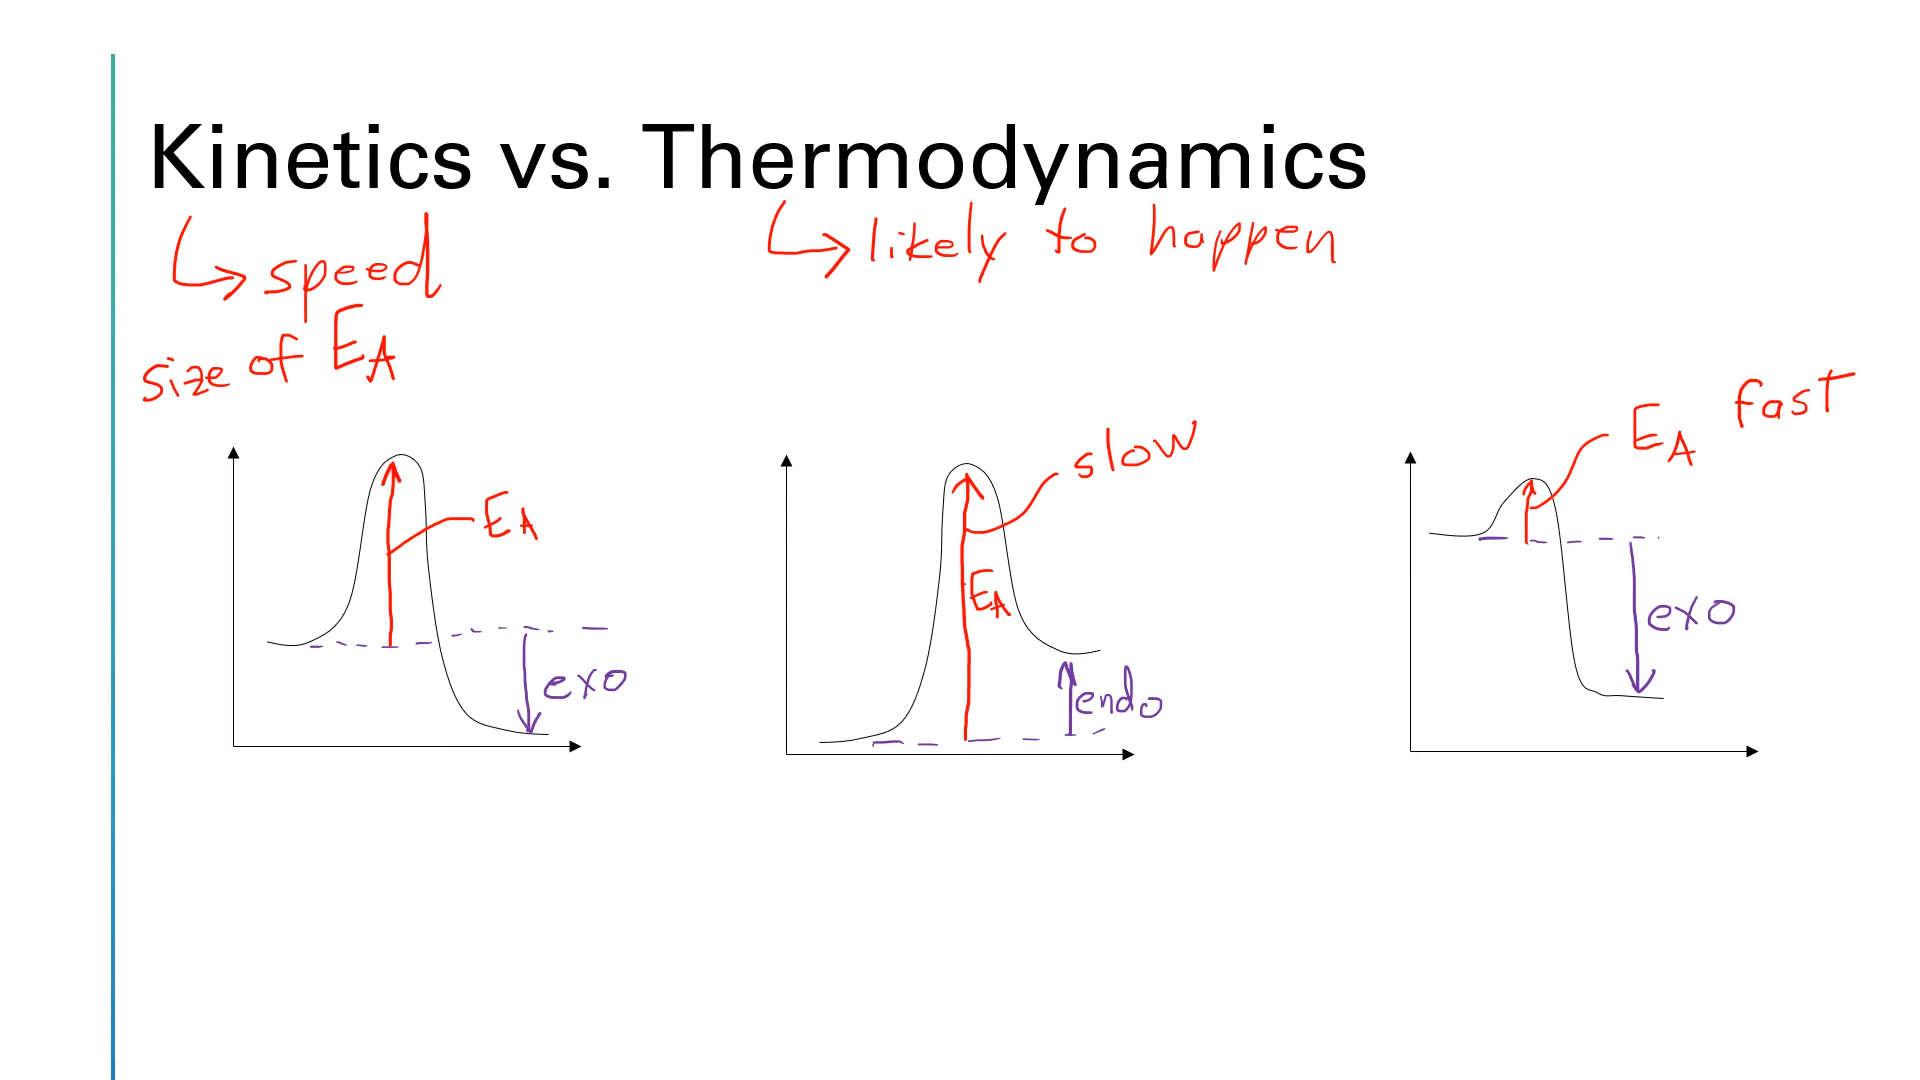 Kinetics vs. Thermodynamics
speed
likely to happen
size of EA
EA
exo
slow
EA
endo
EA fast
exo